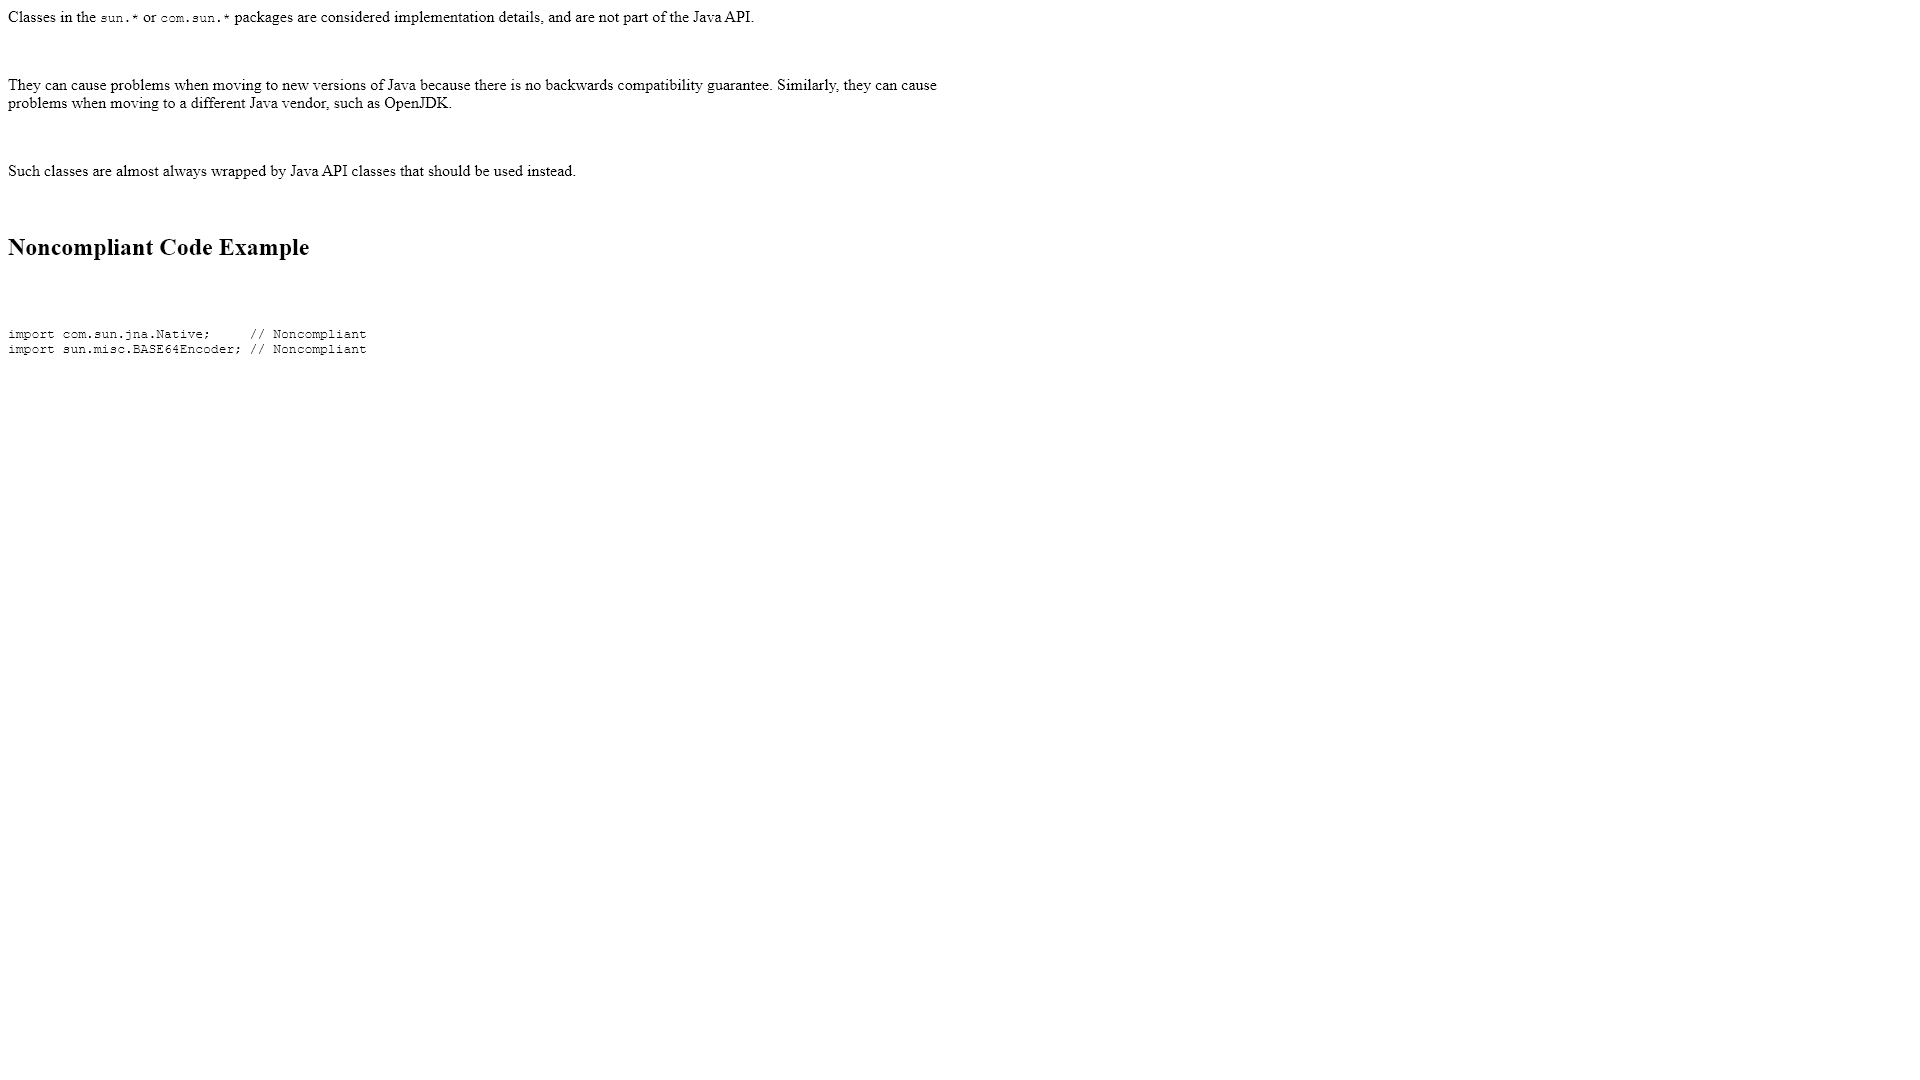 Classes in the sun.* or com.sun.* packages are considered implementation details, and are not part of the Java API.
They can cause problems when moving to new versions of Java because there is no backwards compatibility guarantee. Similarly, they can cause
problems when moving to a different Java vendor, such as OpenJDK.
Such classes are almost always wrapped by Java API classes that should be used instead.
Noncompliant Code Example
import com.sun.jna.Native;     // Noncompliant
import sun.misc.BASE64Encoder; // Noncompliant